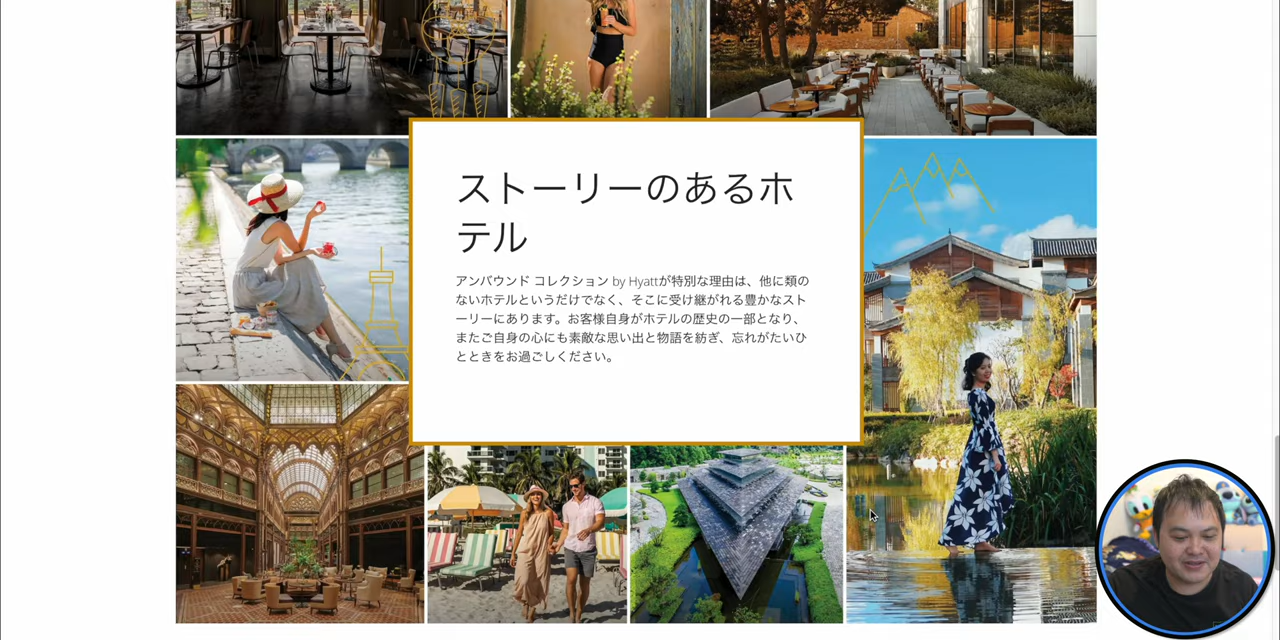 ストーリーのあるホ
テル
アンバウンド コレクション by Hyattが特別な理由は、他に類の
ないホテルというだけでなく、そこに受け継がれる豊かなスト
ーリーにあります。お客様自身がホテルの歴史の一部となり、
またご自身の心にも素敵な思い出と物語を紡ぎ、忘れがたいひ
とときをお過ごしください。